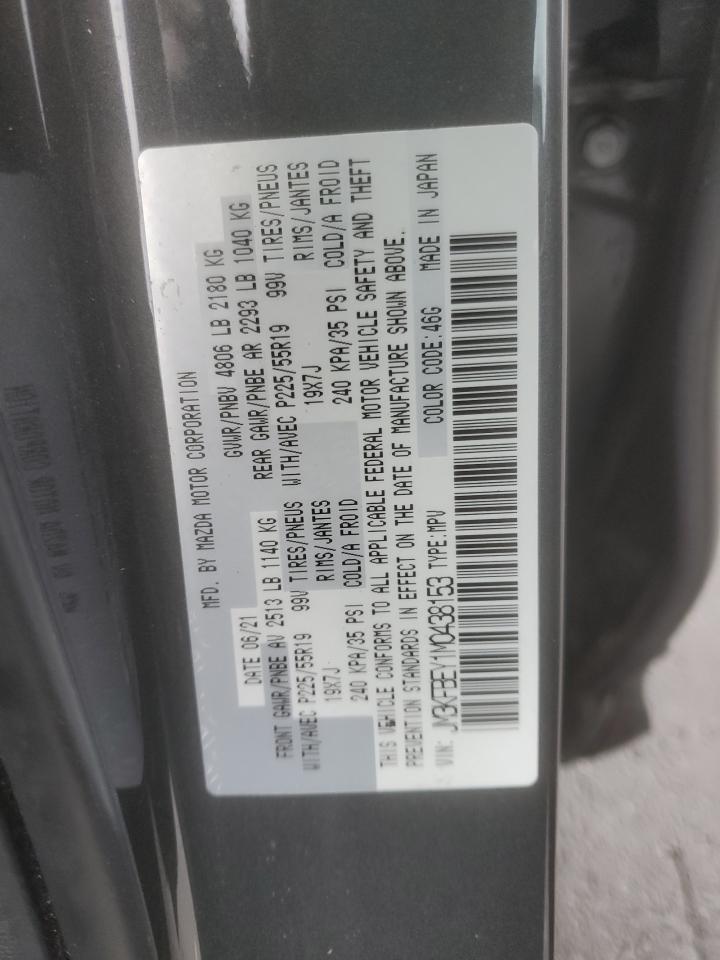 MFD. BY MAZDA MOTOR CORPORATION
DATE 06/21 GVWR/PNBV 4806 LB 2180 KG
FRONT GAWR/PNBE AV 2513 LB 1140 KG REAR GAWR/PNBE AR 2293 LB 1040 KG
WITH/AVEC P225/55R19 99V TIRES/PNEUS WITH/AVEC P225/55R19 99V TIRES/PNEUS
19X7J RIMS/JANTES 19X7J RIMS/JANTES
240 KPA/35 PSI COLD/A FROID 240 KPA/35 PSI COLD/A FROID
THIS VEHICLE CONFORMS TO ALL APPLICABLE FEDERAL MOTOR VEHICLE SAFETY AND THEFT
PREVENTION STANDARDS IN EFFECT ON THE DATE OF MANUFACTURE SHOWN ABOVE.
VIN: JM3KFBEY1M0438153 TYPE:MPV COLOR CODE:46G MADE IN JAPAN